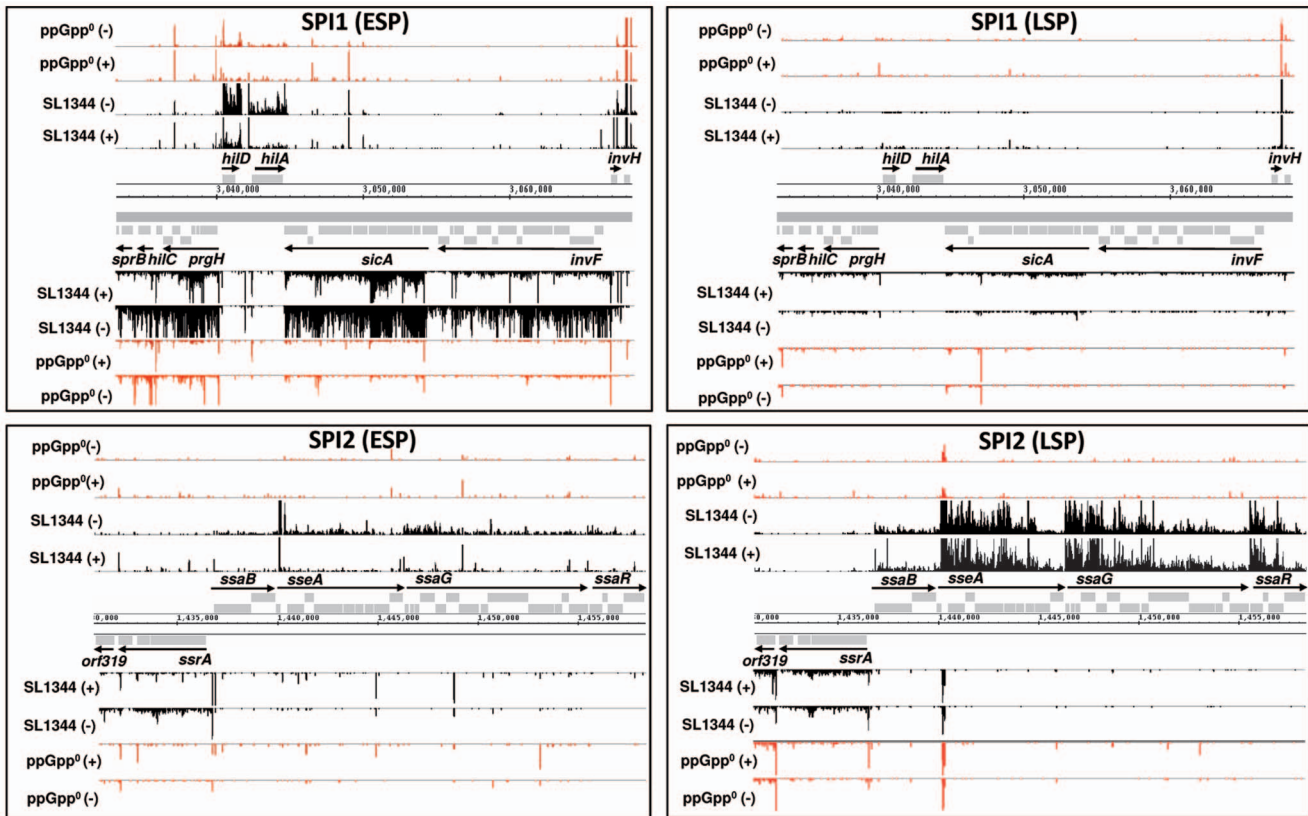 SPI1 (ESP)
ppGpp⁰ (-)
ppGpp⁰ (+)
SL1344 (-)
SL1344 (+)
hilD hilA invH
3,040,000 3,050,000 3,060,000
sprB hilC prgH sicA invF
SL1344 (+)
SL1344 (-)
ppGpp⁰ (+)
ppGpp⁰ (-)
SPI1 (LSP)
ppGpp⁰ (-)
ppGpp⁰ (+)
SL1344 (-)
SL1344 (+)
hilD hilA invH
3,040,000 3,050,000 3,060,000
sprB hilC prgH sicA invF
SL1344 (+)
SL1344 (-)
ppGpp⁰ (+)
ppGpp⁰ (-)
SPI2 (ESP)
ppGpp⁰(-)
ppGpp⁰ (+)
SL1344 (-)
SL1344 (+)
ssaB sseA ssaG ssaR
0,800 1,435,000 1,440,000 1,445,000 1,450,000 1,455,000
orf319 ssrA
SL1344 (+)
SL1344 (-)
ppGpp⁰ (+)
ppGpp⁰ (-)
SPI2 (LSP)
ppGpp⁰ (-)
ppGpp⁰ (+)
SL1344 (-)
SL1344 (+)
ssaB sseA ssaG ssaR
0,800 1,435,000 1,440,000 1,445,000 1,450,000 1,455,000
orf319 ssrA
SL1344 (+)
SL1344 (-)
ppGpp⁰ (+)
ppGpp⁰ (-)